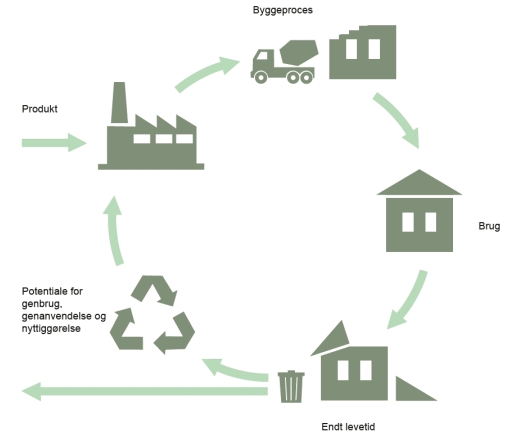 Byggeproces
Produkt
Brug
Potentiale for
genbrug,
genanvendelse og
nyttiggørelse
Endt levetid